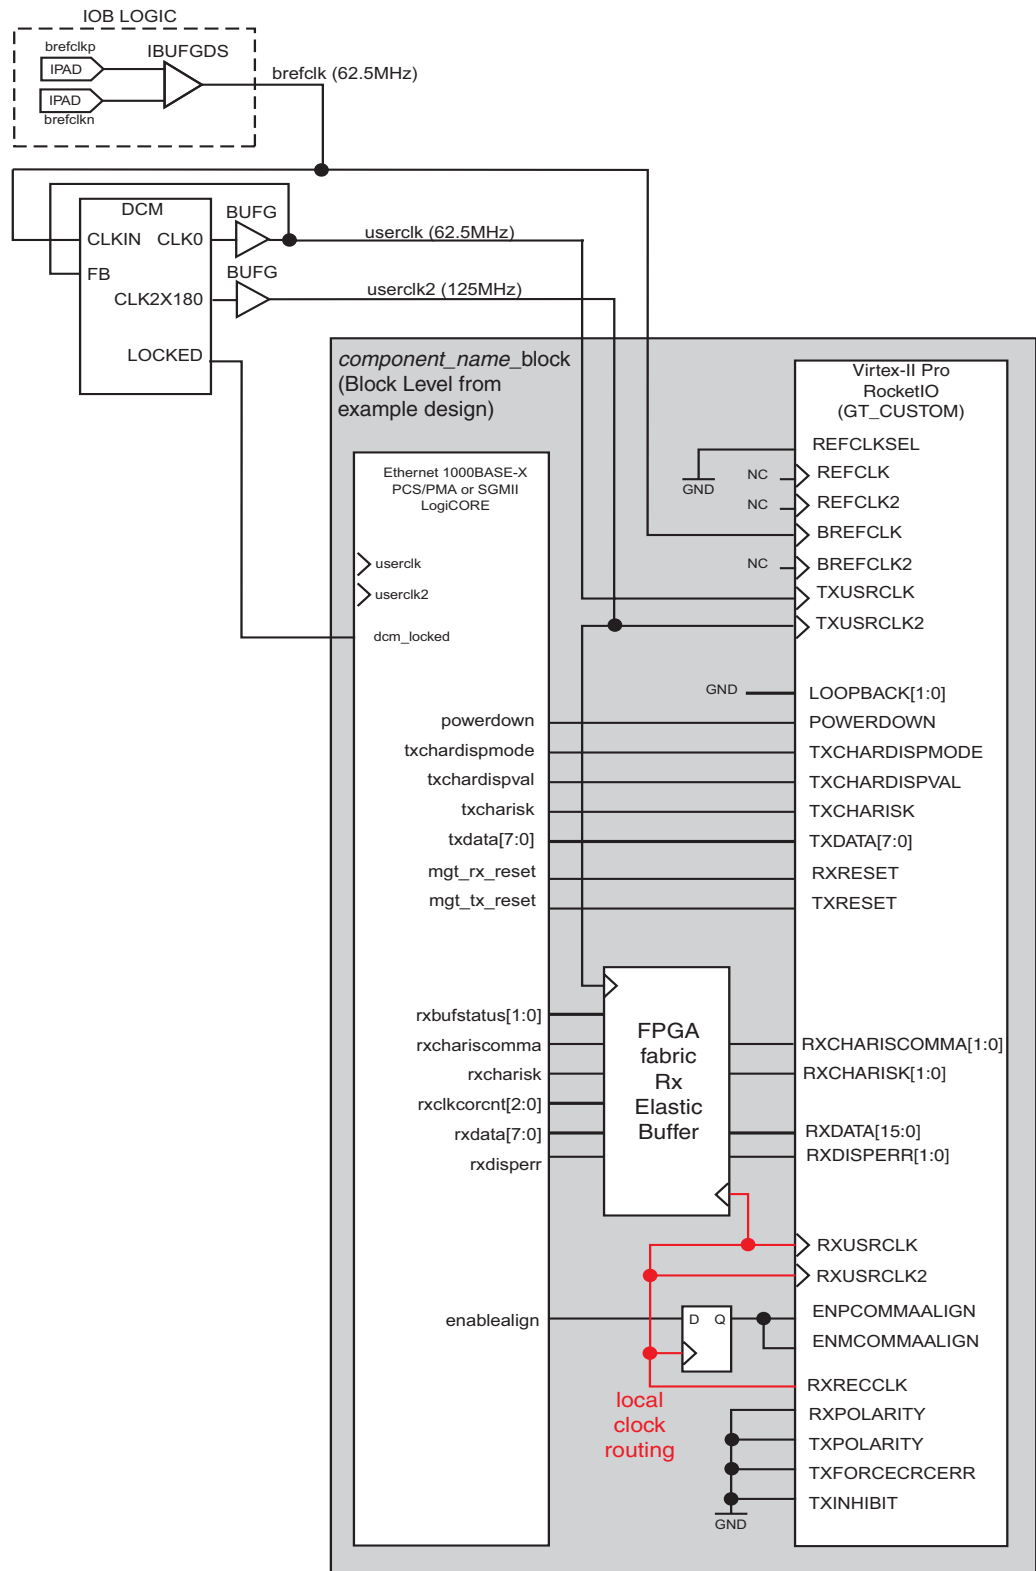 IOB LOGIC
brefclkp
IPAD
IPAD
brefclkn
IBUFGDS
brefclk (62.5MHz)
DCM
CLKIN
CLK0
FB
CLK2X180
LOCKED
BUFG
userclk (62.5MHz)
BUFG
userclk2 (125MHz)
component_name_block
(Block Level from
example design)
Ethernet 1000BASE-X
PCS/PMA or SGMII
LogiCORE
userclk
userclk2
dcm_locked
powerdown
txchardispmode
txchardispval
txcharisk
txdata[7:0]
mgt_rx_reset
mgt_tx_reset
rxbufstatus[1:0]
rxchariscomma
rxcharisk
rxclkcorcnt[2:0]
rxdata[7:0]
rxdisperr
enablealign
FPGA
fabric
Rx
Elastic
Buffer
D
Q
local
clock
routing
GND
NC
NC
NC
GND
GND
Virtex-II Pro
RocketIO
(GT_CUSTOM)
REFCLKSEL
REFCLK
REFCLK2
BREFCLK
BREFCLK2
TXUSRCLK
TXUSRCLK2
LOOPBACK[1:0]
POWERDOWN
TXCHARDISPMODE
TXCHARDISPVAL
TXCHARISK
TXDATA[7:0]
RXRESET
TXRESET
RXCHARISCOMMA[1:0]
RXCHARISK[1:0]
RXDATA[15:0]
RXDISPERR[1:0]
RXUSRCLK
RXUSRCLK2
ENPCOMMAALIGN
ENMCOMMAALIGN
RXRECCLK
RXPOLARITY
TXPOLARITY
TXFORCECRCERR
TXINHIBIT